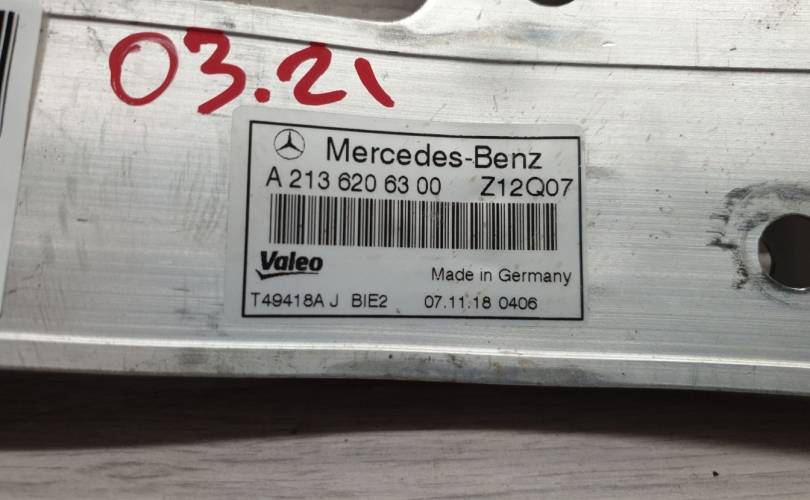 03.21
Mercedes-Benz
A 213 620 63 00 Z12Q07
Valeo
Made in Germany
T49418A J BIE2 07.11.18 0406